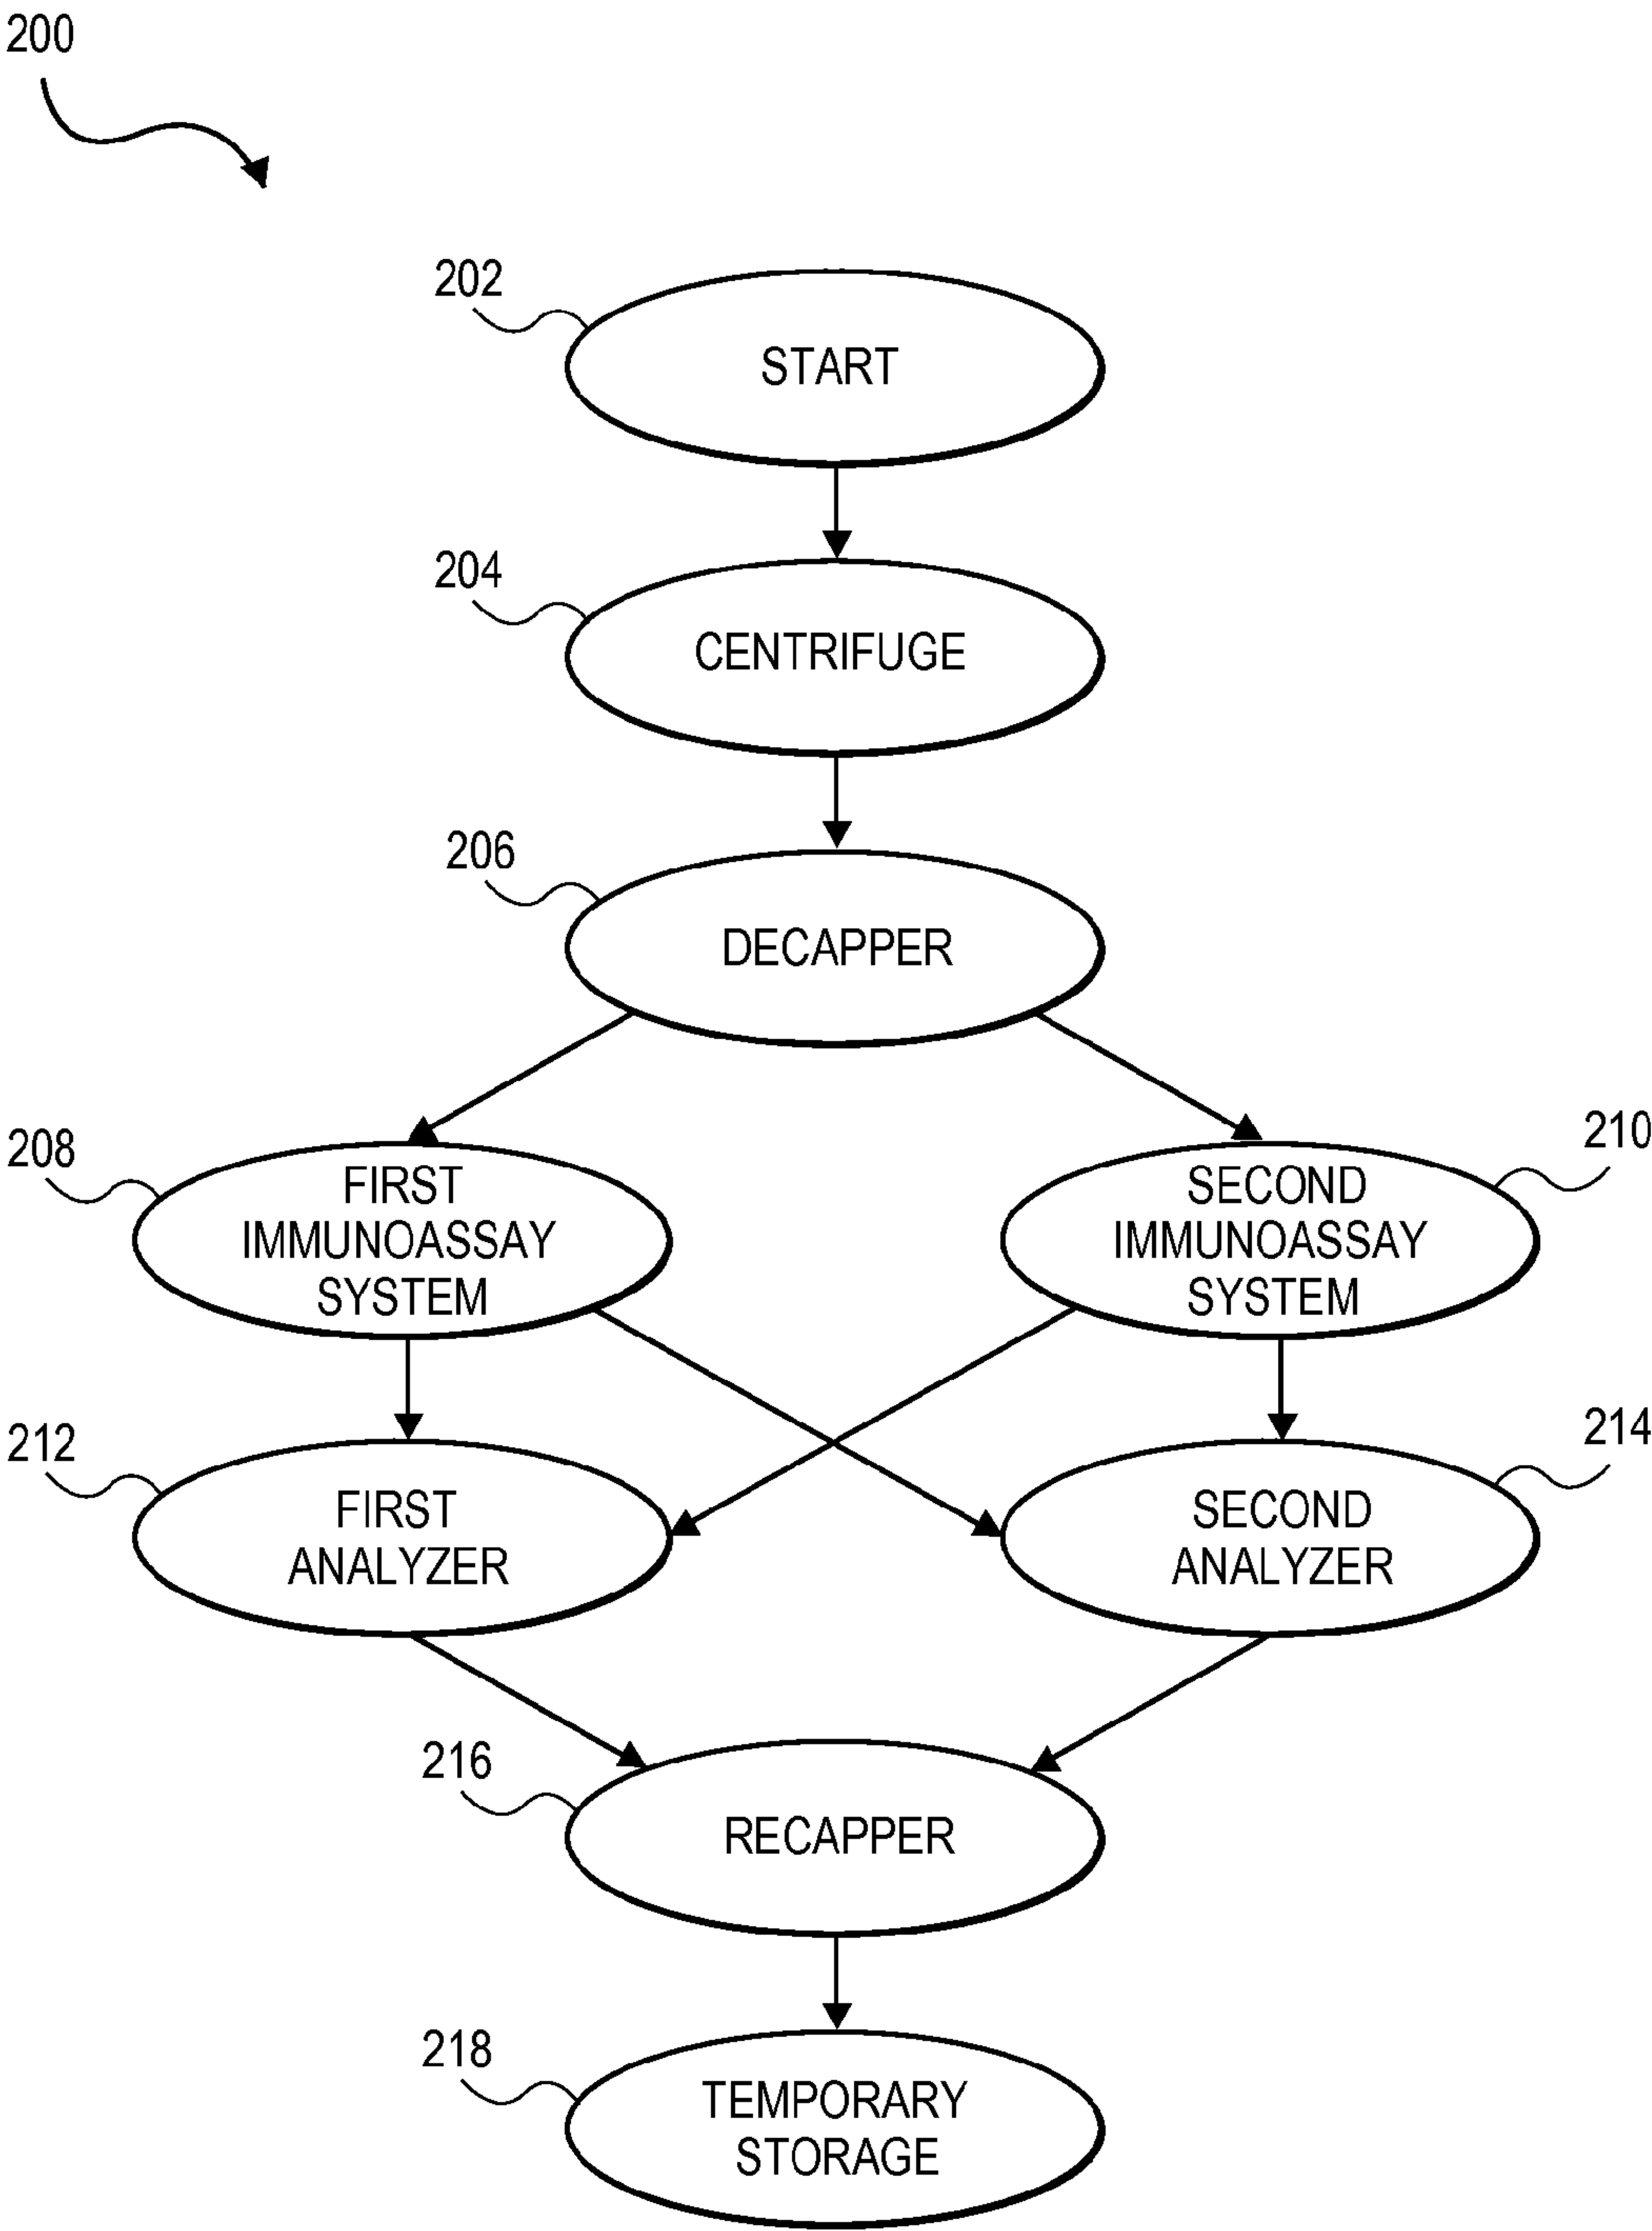 200
202
START
204
CENTRIFUGE
206
DECAPPER
208
FIRST
IMMUNOASSAY
SYSTEM
210
SECOND
IMMUNOASSAY
SYSTEM
212
FIRST
ANALYZER
214
SECOND
ANALYZER
216
RECAPPER
218
TEMPORARY
STORAGE